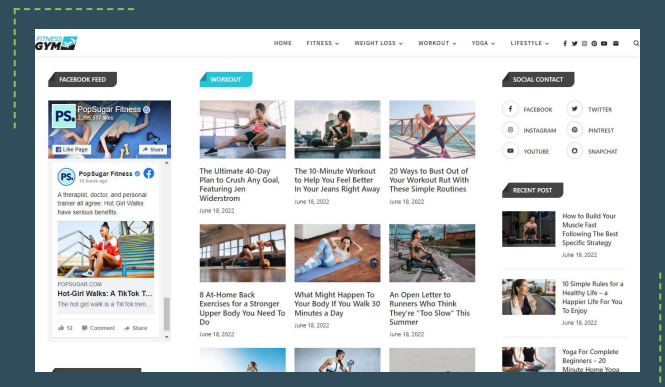 FITNESS
GYM
HOME FITNESS WEIGHT LOSS WORKOUT YOGA LIFESTYLE
FACEBOOK FEED
PS.
PopSugar Fitness
2,395,517 likes
Like Page
Share
PS.
PopSugar Fitness
19 hours ago
A therapist, doctor, and personal
trainer all agree: Hot Girl Walks
have serious benefits.
POPSUGAR.COM
Hot-Girl Walks: A TikTok T...
The hot girl walk is a TikTok tren...
12 Comment Share
WORKOUT
The Ultimate 40-Day
Plan to Crush Any Goal,
Featuring Jen
Widerstrom
June 18, 2022
The 10-Minute Workout
to Help You Feel Better
In Your Jeans Right Away
June 18, 2022
20 Ways to Bust Out of
Your Workout Rut With
These Simple Routines
June 18, 2022
8 At-Home Back
Exercises for a Stronger
Upper Body You Need To
Do
June 18, 2022
What Might Happen To
Your Body If You Walk 30
Minutes a Day
June 18, 2022
An Open Letter to
Runners Who Think
They're "Too Slow" This
Summer
June 18, 2022
SOCIAL CONTACT
FACEBOOK
TWITTER
INSTAGRAM
PINTREST
YOUTUBE
SNAPCHAT
RECENT POST
How to Build Your
Muscle Fast
Following The Best
Specific Strategy
June 18, 2022
10 Simple Rules for a
Healthy Life – a
Happier Life For You
To Enjoy
June 18, 2022
Yoga For Complete
Beginners – 20
Minute Home Yoga